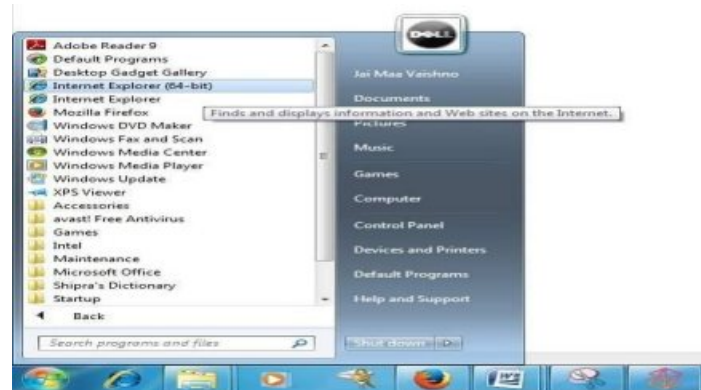 DELL
Adobe Reader 9
Default Programs
Desktop Gadget Gallery
Internet Explorer (64-bit)
Internet Explorer
Mozilla Firefox
Windows DVD Maker
Windows Fax and Scan
Windows Media Center
Windows Media Player
Windows Update
XPS Viewer
Accessories
avast! Free Antivirus
Games
Intel
Maintenance
Microsoft Office
Shipra's Dictionary
Startup
Back
Search programs and files
Finds and displays information and Web sites on the Internet.
Jai Maa Vaishno
Documents
Pictures
Music
Games
Computer
Control Panel
Devices and Printers
Default Programs
Help and Support
Shut down